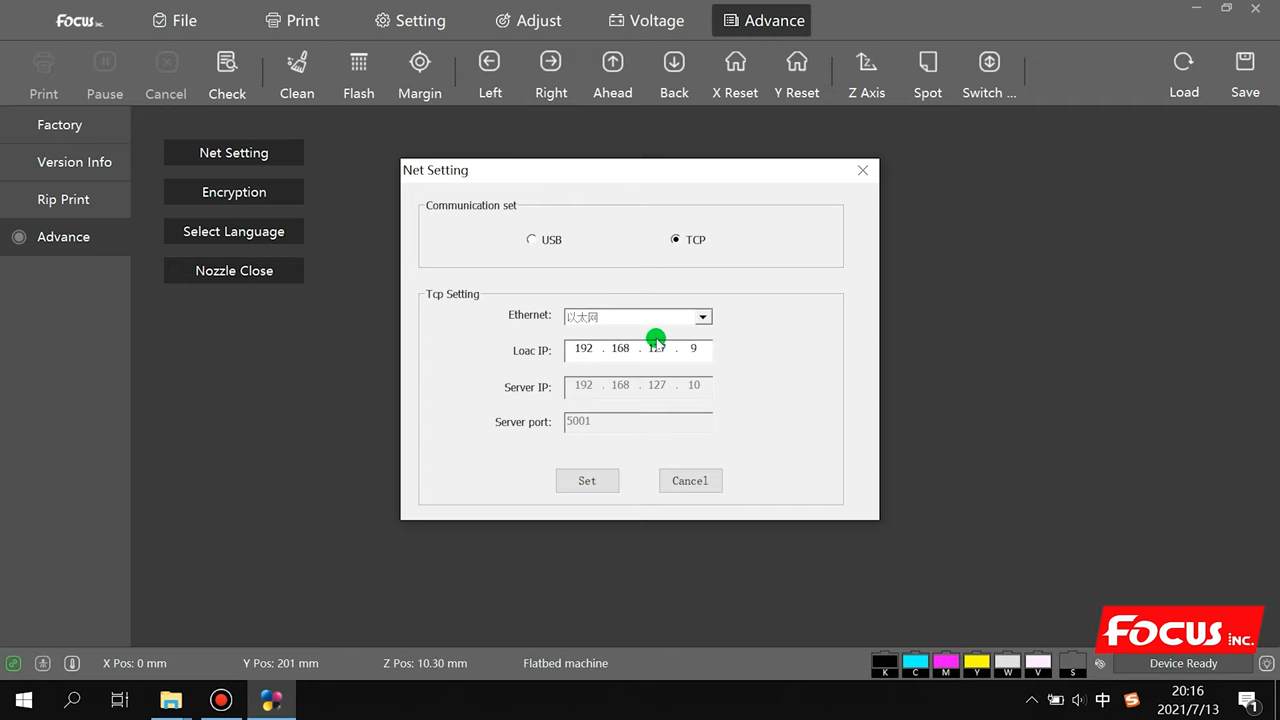 Focus INC. File Print Setting Adjust Voltage Advance
Print Pause Cancel Check Clean Flash Margin Left Right Ahead Back X Reset Y Reset Z Axis Spot Switch ... Load Save
Factory
Version Info
Rip Print
Advance
Net Setting
Encryption
Select Language
Nozzle Close
Net Setting
Communication set
USB TCP
Tcp Setting
Ethernet: 以太网
Loac IP: 192 . 168 . 127 . 9
Server IP: 192 . 168 . 127 . 10
Server port: 5001
Set Cancel
FOCUS INC.
X Pos: 0 mm Y Pos: 201 mm Z Pos: 10.30 mm Flatbed machine K C M Y W V S Device Ready
中 S 20:16
2021/7/13 1